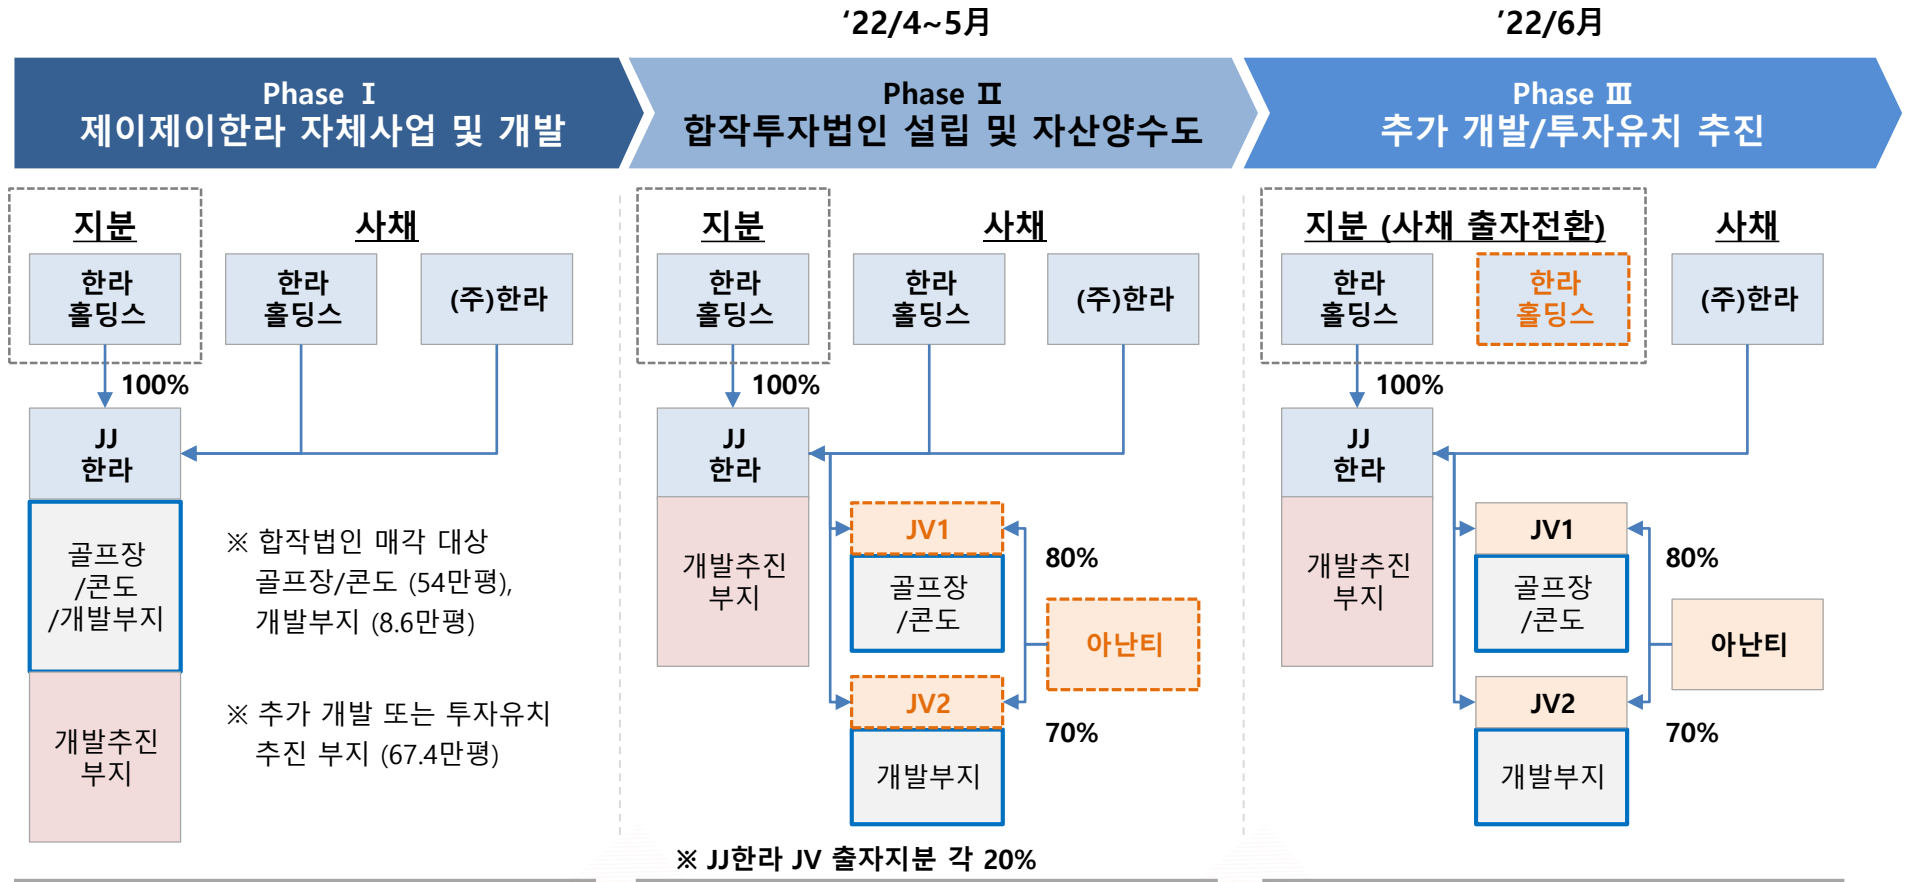 ‘22/4~5月
’22/6月
Phase Ⅰ
제이제이한라 자체사업 및 개발
Phase Ⅱ
합작투자법인 설립 및 자산양수도
Phase Ⅲ
추가 개발/투자유치 추진
지분
사채
한라
홀딩스
한라
홀딩스
(주)한라
100%
JJ
한라
골프장
/콘도
/개발부지
개발추진
부지
※ 합작법인 매각 대상
골프장/콘도 (54만평),
개발부지 (8.6만평)
※ 추가 개발 또는 투자유치
추진 부지 (67.4만평)
지분
사채
한라
홀딩스
한라
홀딩스
(주)한라
100%
JJ
한라
개발추진
부지
JV1
골프장
/콘도
80%
아난티
JV2
70%
개발부지
※ JJ한라 JV 출자지분 각 20%
지분 (사채 출자전환)
사채
한라
홀딩스
한라
홀딩스
(주)한라
100%
JJ
한라
개발추진
부지
JV1
골프장
/콘도
80%
아난티
JV2
70%
개발부지